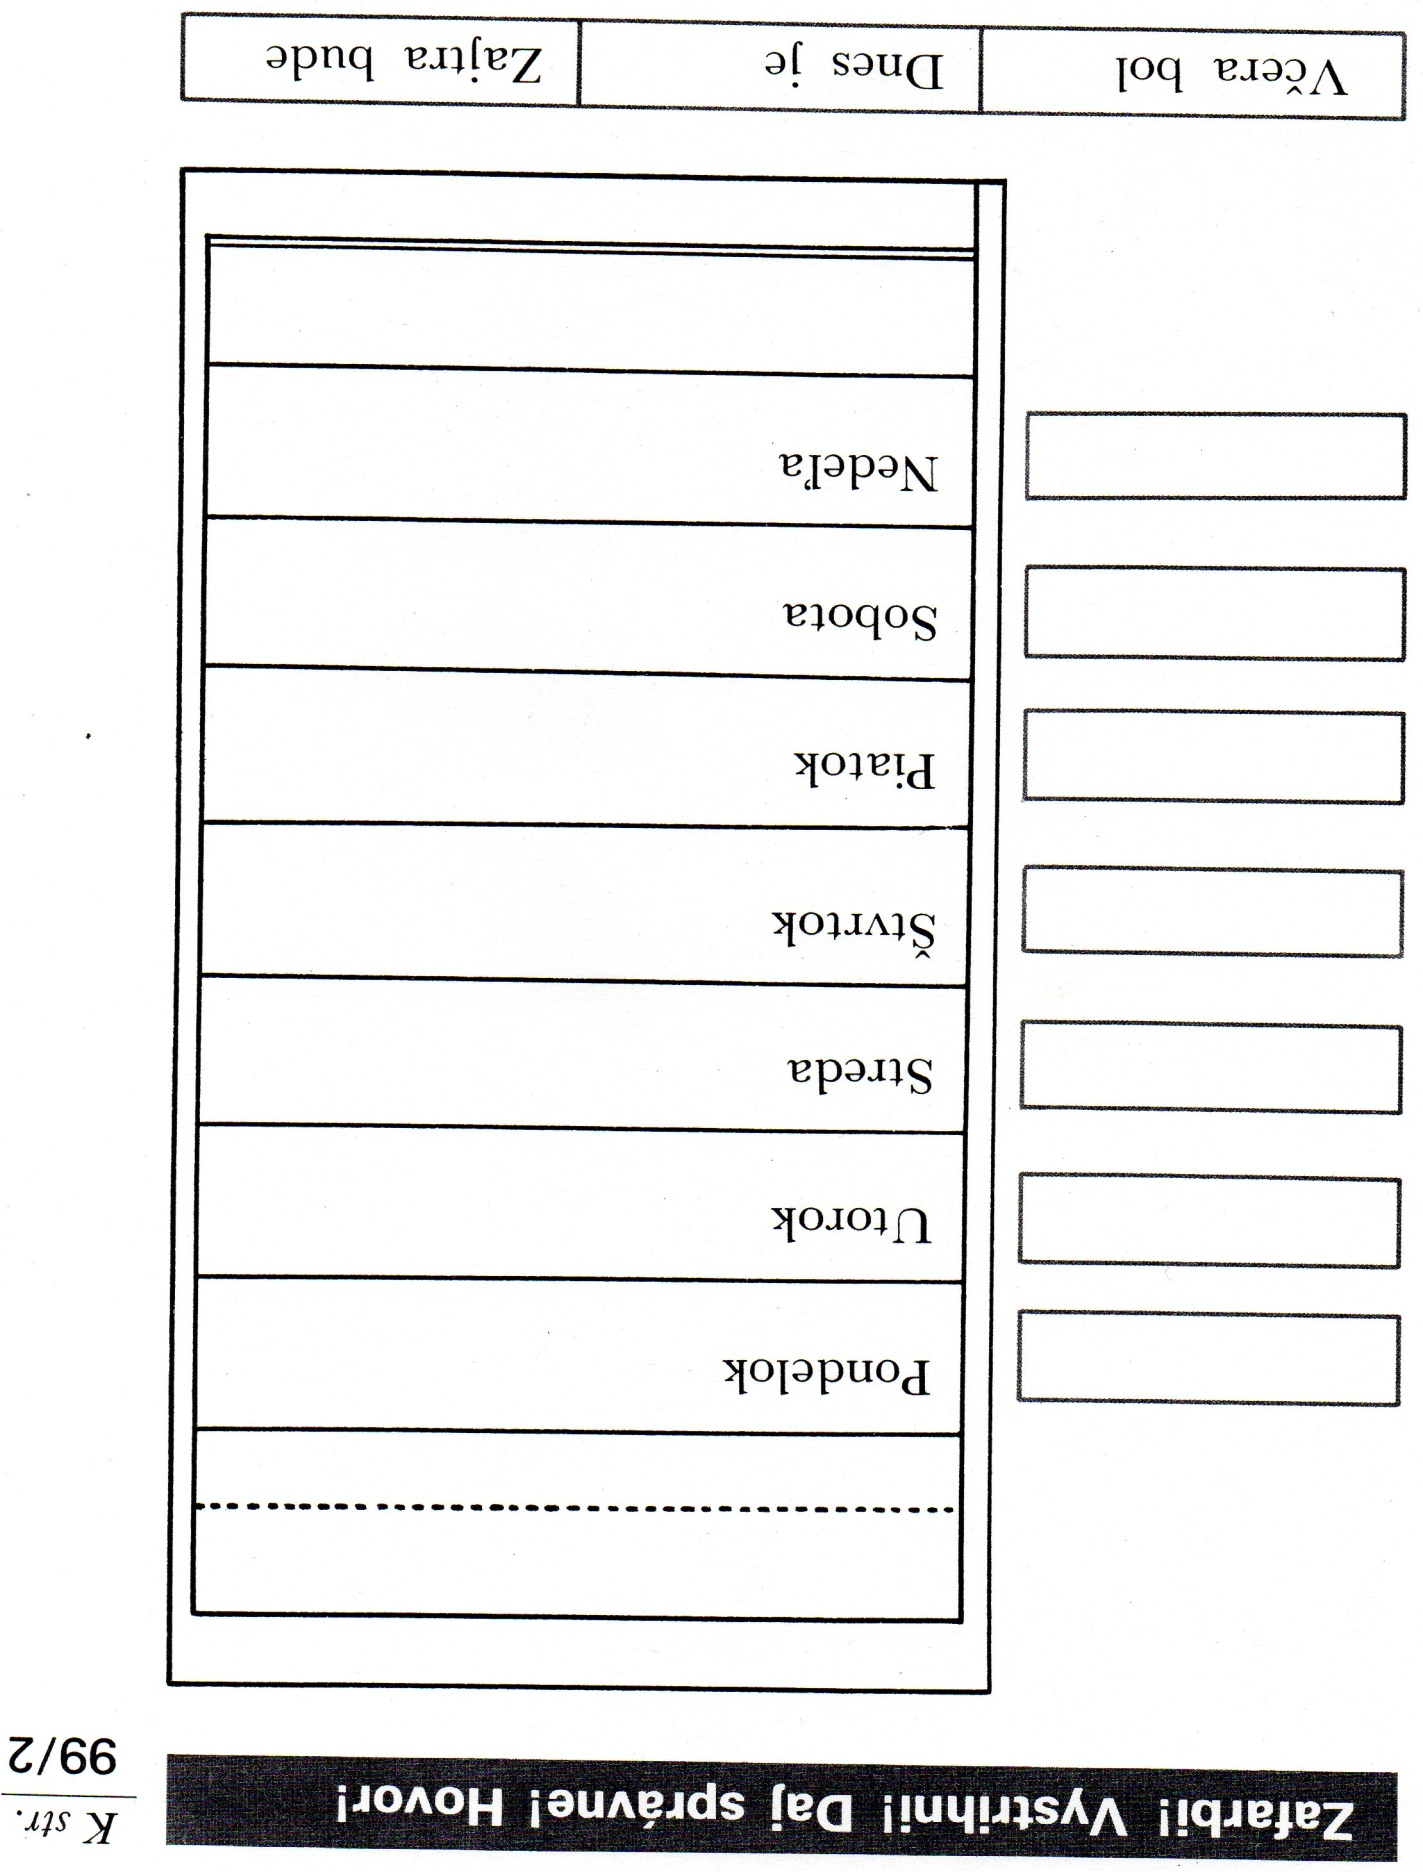 K str.
99/2
Zafarbi! Vystrihni! Daj správne! Hovor!
Pondelok
Utorok
Streda
Štvrtok
Piatok
Sobota
Nedeľa
Včera bol
Dnes je
Zajtra bude